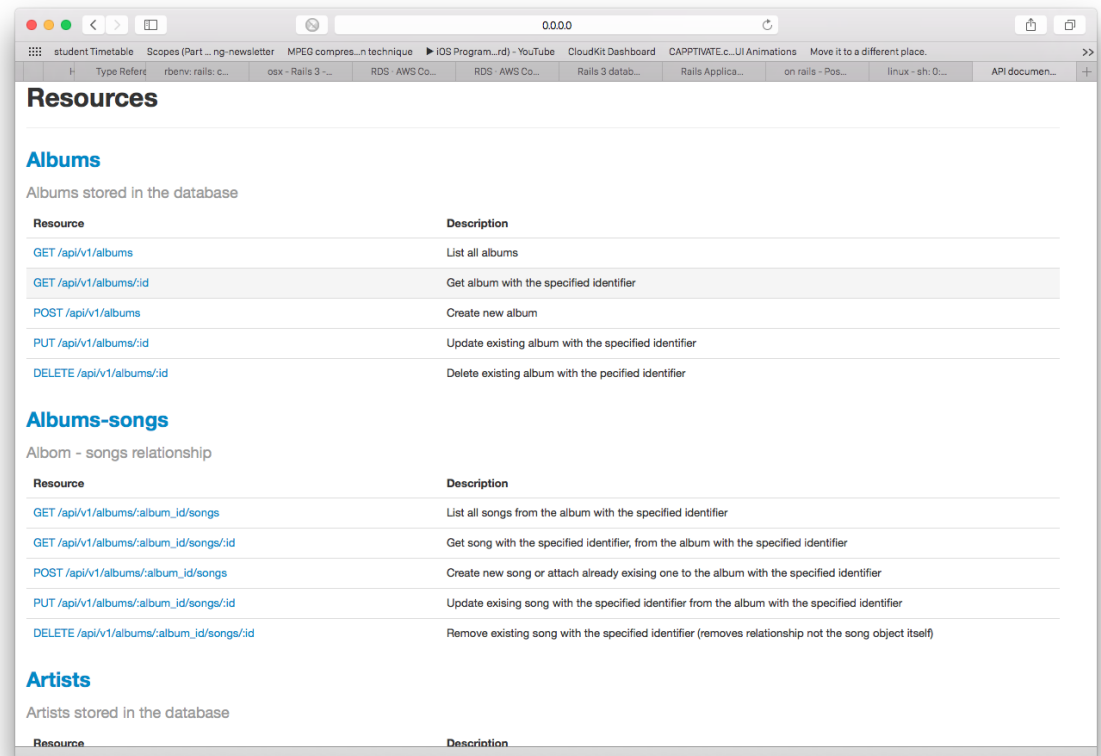 0.0.0.0
student Timetable Scopes (Part ... ng-newsletter MPEG compres...n technique iOS Program...rd) - YouTube CloudKit Dashboard CAPPTIVATE.c...UI Animations Move it to a different place. >>
H Type Refere rbenv: rails: c... osx - Rails 3 -... RDS · AWS Co... RDS · AWS Co... Rails 3 datab... Rails Applica... on rails - Pos... linux - sh: 0:... API documen... +
Resources
Albums
Albums stored in the database
Resource Description
GET /api/v1/albums List all albums
GET /api/v1/albums/:id Get album with the specified identifier
POST /api/v1/albums Create new album
PUT /api/v1/albums/:id Update existing album with the specified identifier
DELETE /api/v1/albums/:id Delete existing album with the pecified identifier
Albums-songs
Albom - songs relationship
Resource Description
GET /api/v1/albums/:album_id/songs List all songs from the album with the specified identifier
GET /api/v1/albums/:album_id/songs/:id Get song with the specified identifier, from the album with the specified identifier
POST /api/v1/albums/:album_id/songs Create new song or attach already exising one to the album with the specified identifier
PUT /api/v1/albums/:album_id/songs/:id Update exising song with the specified identifier from the album with the specified identifier
DELETE /api/v1/albums/:album_id/songs/:id Remove existing song with the specified identifier (removes relationship not the song object itself)
Artists
Artists stored in the database
Resource Description